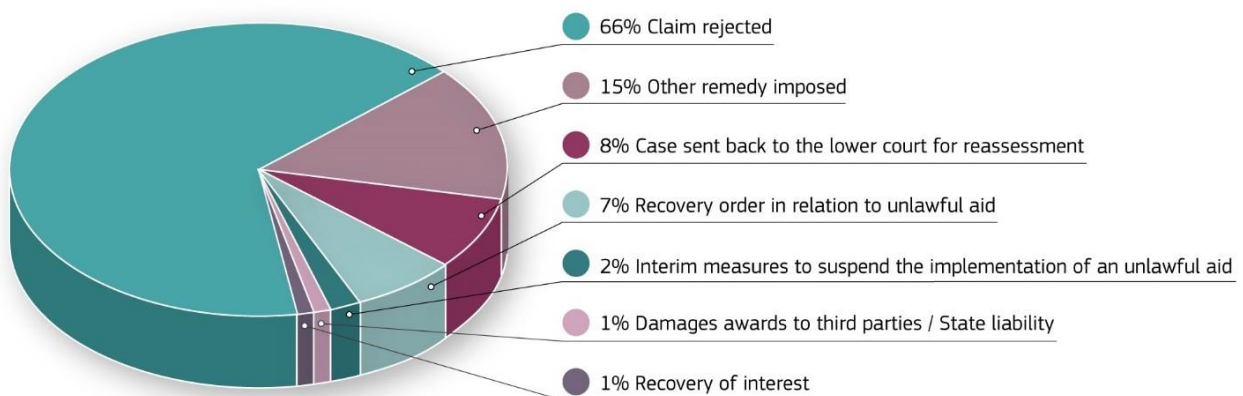 66% Claim rejected
15% Other remedy imposed
8% Case sent back to the lower court for reassessment
7% Recovery order in relation to unlawful aid
2% Interim measures to suspend the implementation of an unlawful aid
1% Damages awards to third parties / State liability
1% Recovery of interest